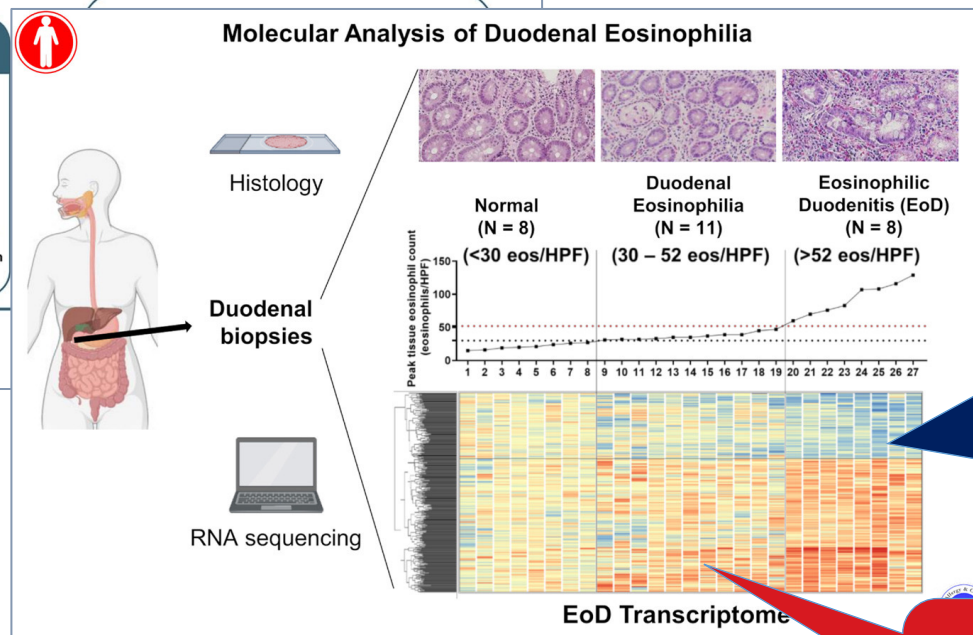 Molecular Analysis of Duodenal Eosinophilia
Histology
Duodenal
biopsies
RNA sequencing
Normal
(N = 8)
(<30 eos/HPF)
Duodenal
Eosinophilia
(N = 11)
(30 – 52 eos/HPF)
Eosinophilic
Duodenitis (EoD)
(N = 8)
(>52 eos/HPF)
Peak tissue eosinophil count
(eosinophils/HPF)
150
100
50
0
1 2 3 4 5 6 7 8 9 10 11 12 13 14 15 16 17 18 19 20 21 22 23 24 25 26 27
EoD Transcriptome